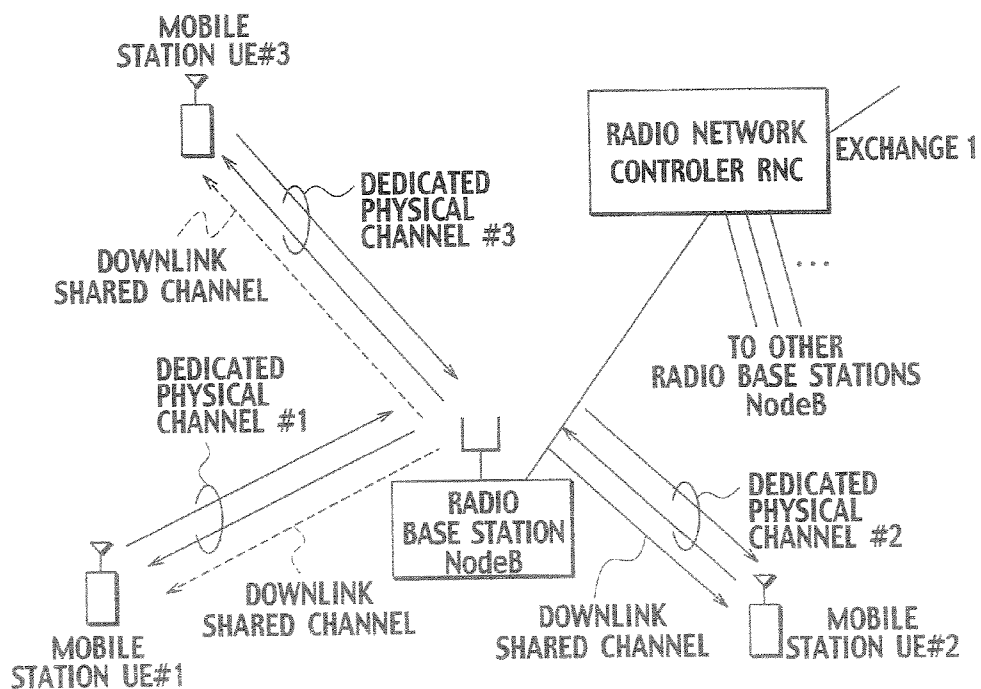 MOBILE
STATION UE#3
RADIO NETWORK
CONTROLER RNC
EXCHANGE 1
DEDICATED
PHYSICAL
CHANNEL #3
DOWNLINK
SHARED CHANNEL
...
TO OTHER
RADIO BASE STATIONS
NodeB
DEDICATED
PHYSICAL
CHANNEL #1
RADIO
BASE STATION
NodeB
DEDICATED
PHYSICAL
CHANNEL #2
DOWNLINK
SHARED CHANNEL
DOWNLINK
SHARED CHANNEL
MOBILE
STATION UE#1
MOBILE
STATION UE#2